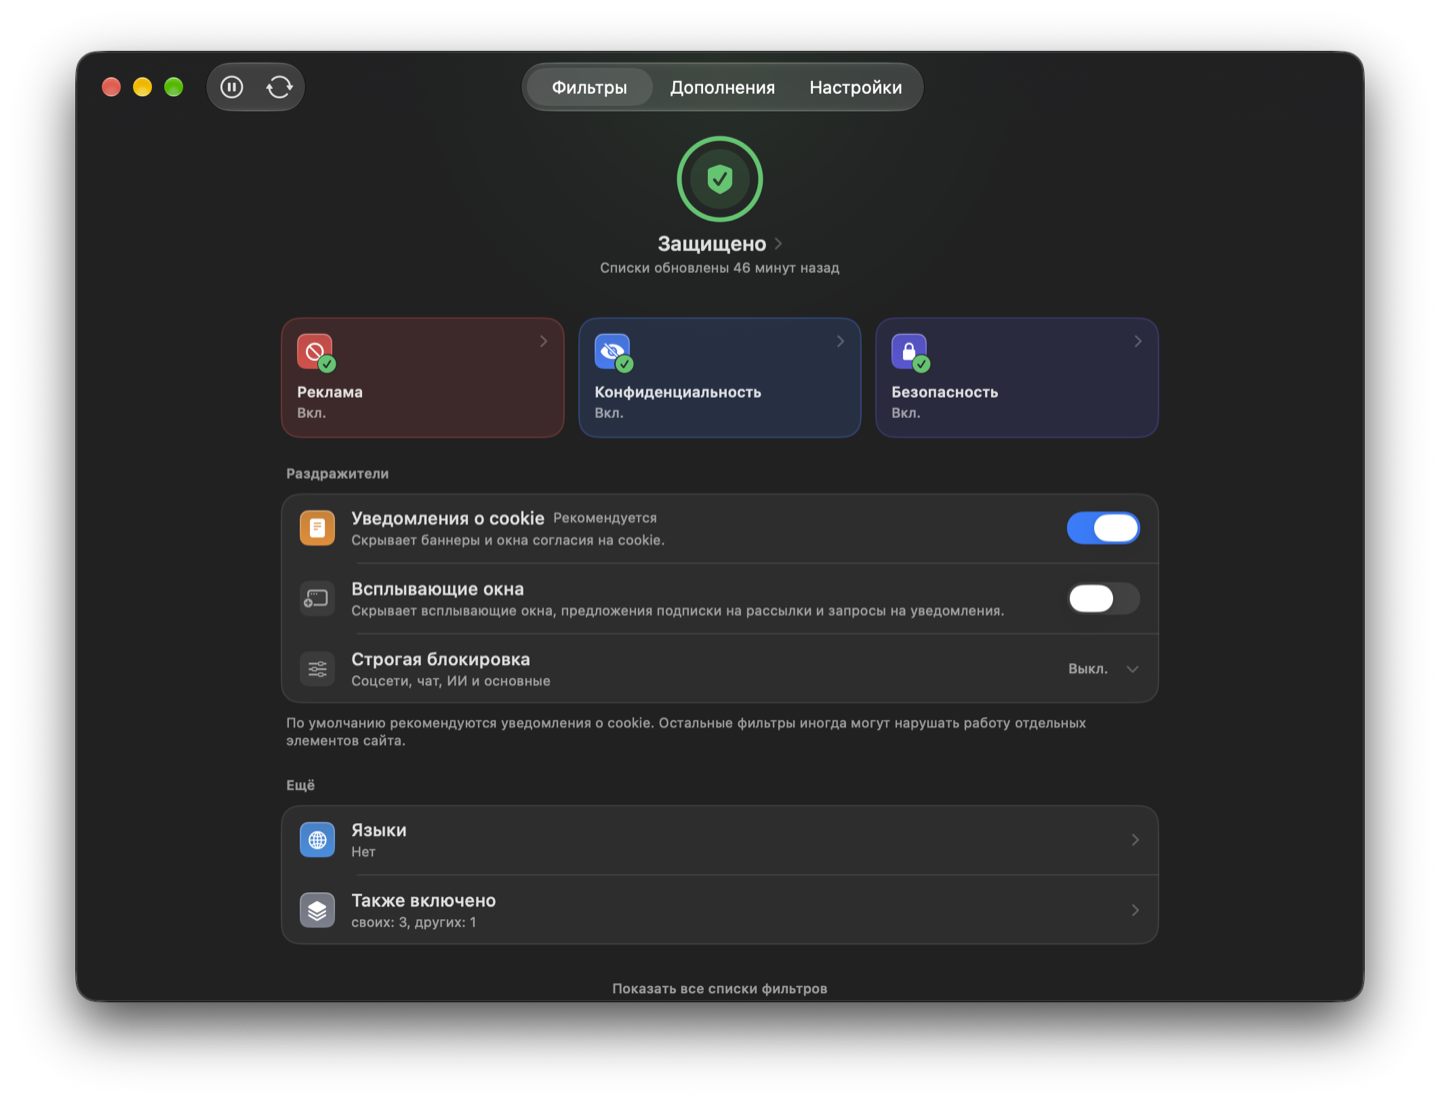 Фильтры
Дополнения
Настройки
Защищено
Списки обновлены 46 минут назад
Реклама
Вкл.
Конфиденциальность
Вкл.
Безопасность
Вкл.
Раздражители
Уведомления о cookie Рекомендуется
Скрывает баннеры и окна согласия на cookie.
Всплывающие окна
Скрывает всплывающие окна, предложения подписки на рассылки и запросы на уведомления.
Строгая блокировка
Соцсети, чат, ИИ и основные
Выкл.
По умолчанию рекомендуются уведомления о cookie. Остальные фильтры иногда могут нарушать работу отдельных
элементов сайта.
Ещё
Языки
Нет
Также включено
своих: 3, других: 1
Показать все списки фильтров